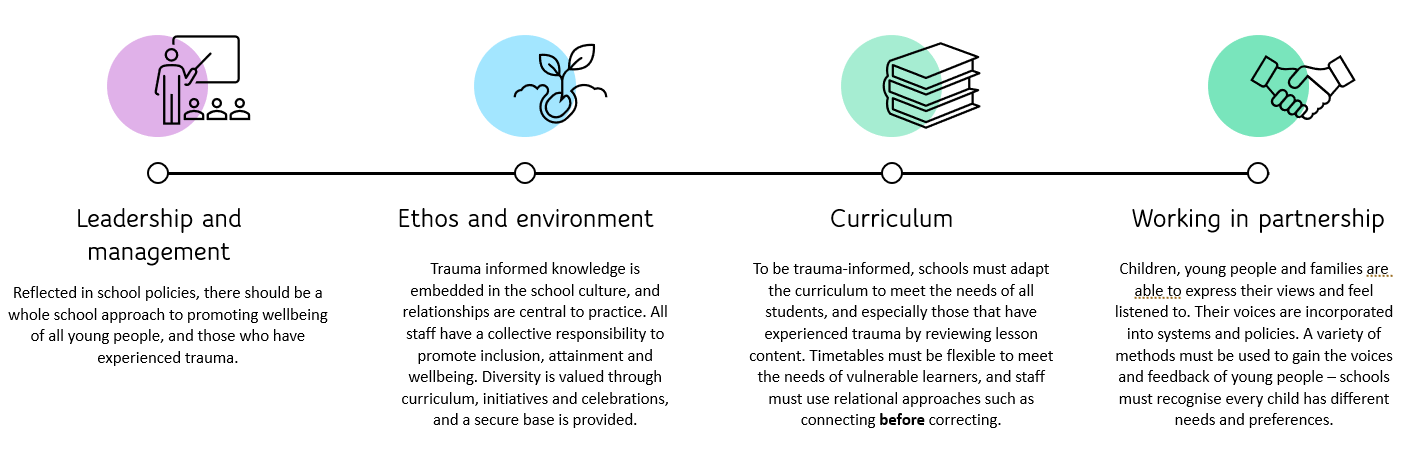 Leadership and
management
Reflected in school policies, there should be a
whole school approach to promoting wellbeing
of all young people, and those who have
experienced trauma.
Ethos and environment
Trauma informed knowledge is
embedded in the school culture, and
relationships are central to practice. All
staff have a collective responsibility to
promote inclusion, attainment and
wellbeing. Diversity is valued through
curriculum, initiatives and celebrations,
and a secure base is provided.
Curriculum
To be trauma-informed, schools must adapt
the curriculum to meet the needs of all
students, and especially those that have
experienced trauma by reviewing lesson
content. Timetables must be flexible to meet
the needs of vulnerable learners, and staff
must use relational approaches such as
connecting before correcting.
Working in partnership
Children, young people and families are
able to express their views and feel
listened to. Their voices are incorporated
into systems and policies. A variety of
methods must be used to gain the voices
and feedback of young people – schools
must recognise every child has different
needs and preferences.